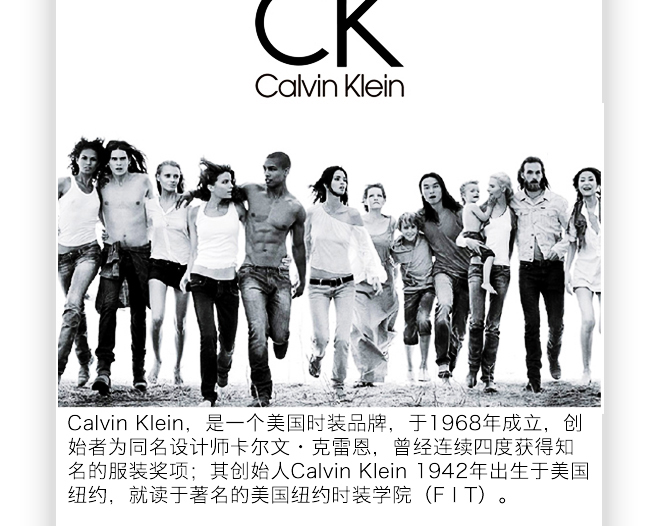 CK
Calvin Klein
Calvin Klein，是一个美国时装品牌，于1968年成立，创
始者为同名设计师卡尔文・克雷恩，曾经连续四度获得知
名的服装奖项；其创始人Calvin Klein 1942年出生于美国
纽约，就读于著名的美国纽约时装学院（F I T）。